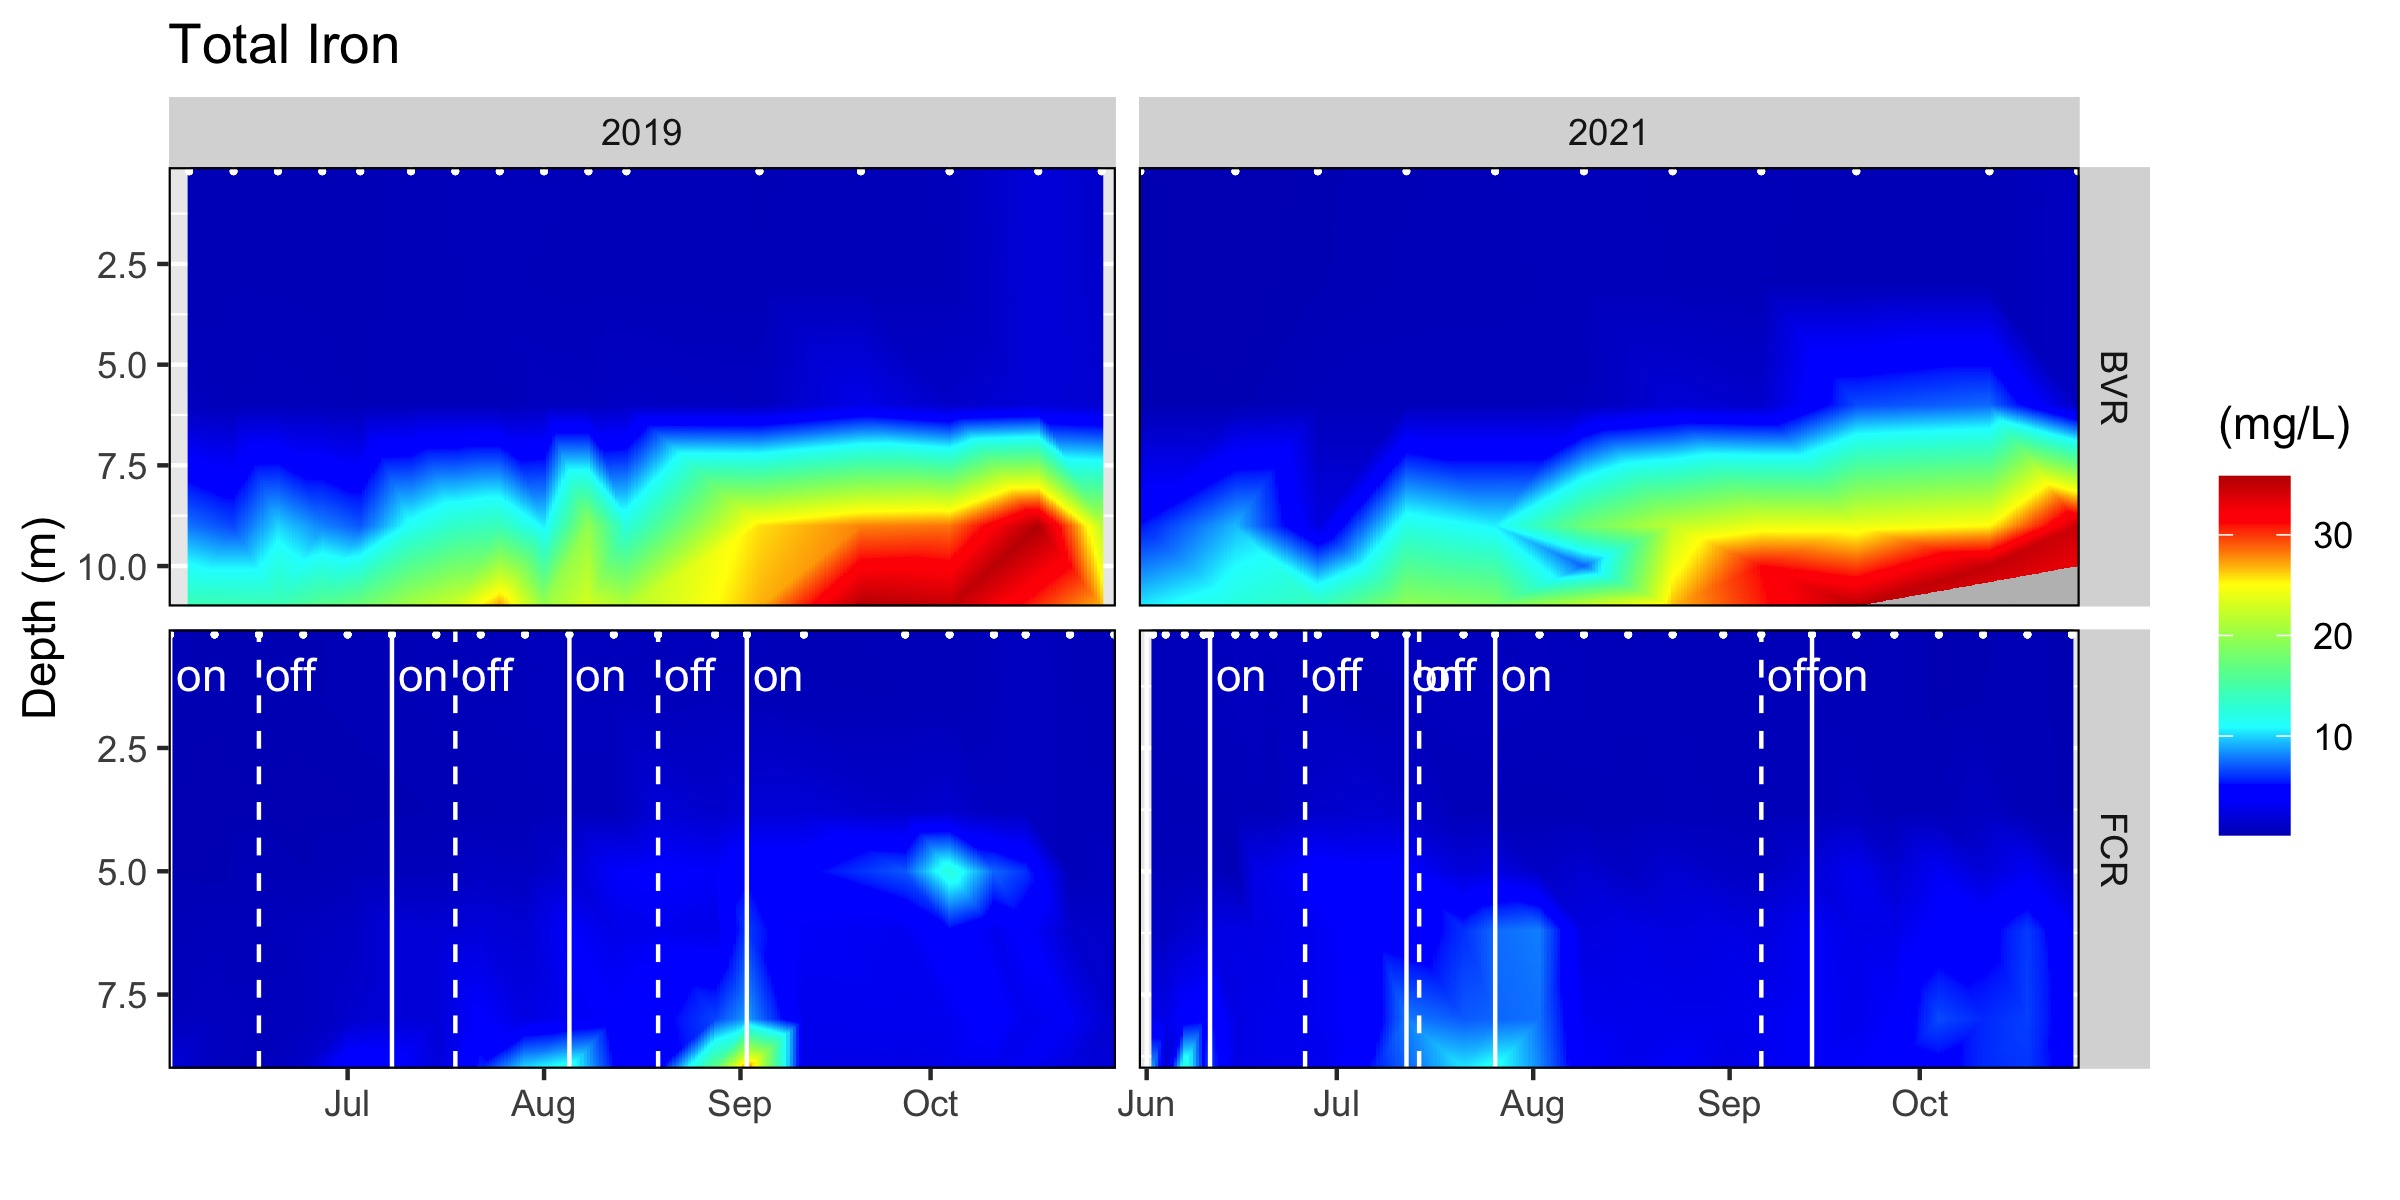 Total Iron
2019 2021
2.5
5.0
7.5
10.0
BVR
Depth (m)
(mg/L)
30
20
10
on off on off on off on
on off on off on off on
2.5
5.0
7.5
FCR
Jul Aug Sep Oct
Jun Jul Aug Sep Oct